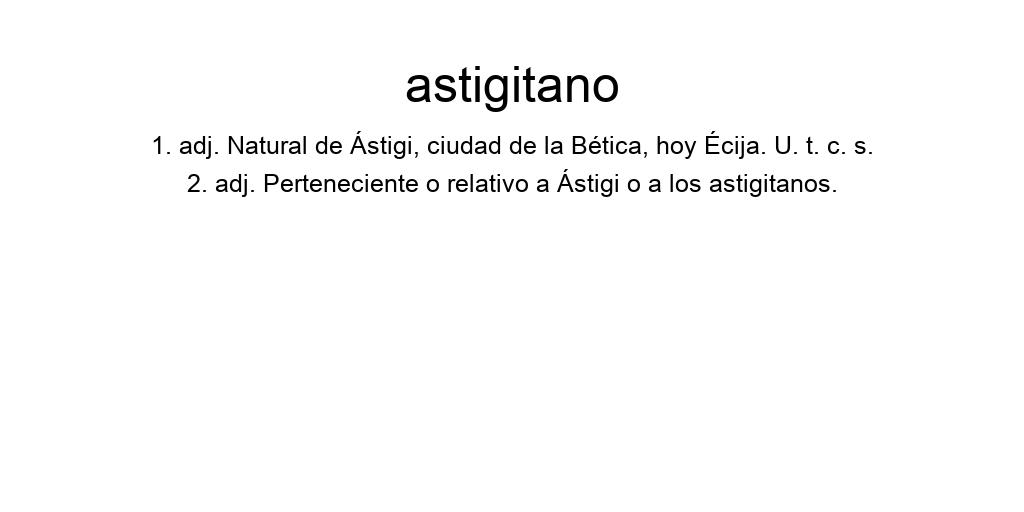 astigitano
1. adj. Natural de Ástigi, ciudad de la Bética, hoy Écija. U. t. c. s.
2. adj. Perteneciente o relativo a Ástigi o a los astigitanos.